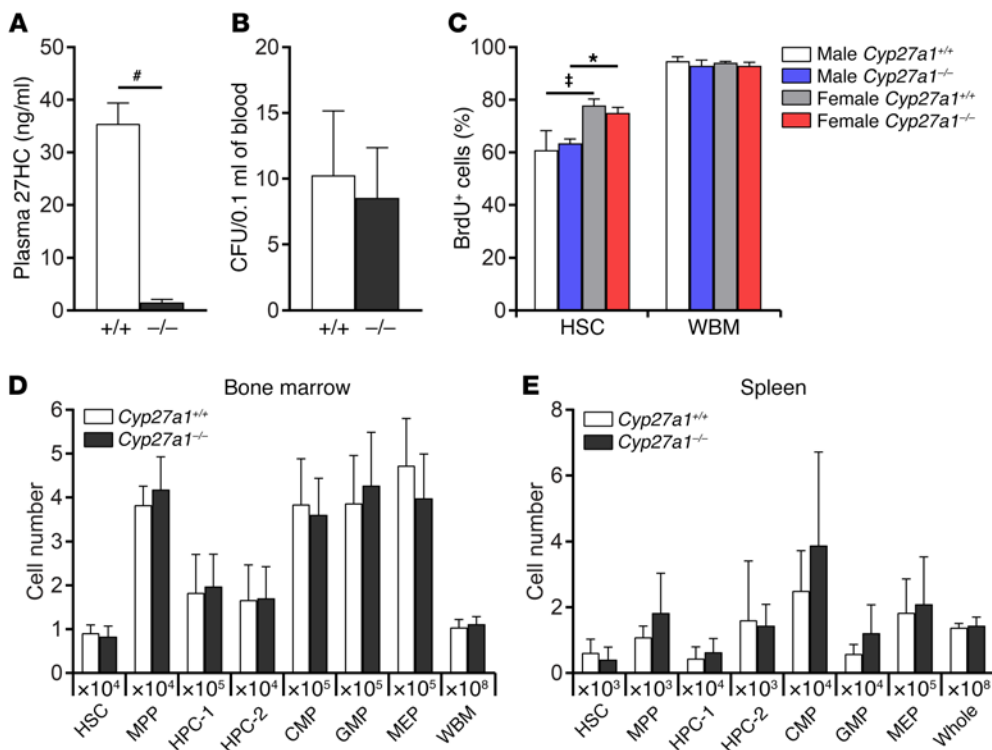 A
Plasma 27HC (ng/ml)
50
40
30
20
10
0
#
+/+ –/–
B
CFU/0.1 ml of blood
20
15
10
5
0
+/+ –/–
C
BrdU⁺ cells (%)
100
80
60
40
20
0
‡
*
HSC WBM
Male Cyp27a1⁺/⁺
Male Cyp27a1⁻/⁻
Female Cyp27a1⁺/⁺
Female Cyp27a1⁻/⁻
D
Bone marrow
Cyp27a1⁺/⁺
Cyp27a1⁻/⁻
Cell number
6
5
4
3
2
1
0
×10⁴ ×10⁴ ×10⁵ ×10⁴ ×10⁵ ×10⁵ ×10⁵ ×10⁸
HSC MPP HPC-1 HPC-2 CMP GMP MEP WBM
E
Spleen
Cyp27a1⁺/⁺
Cyp27a1⁻/⁻
Cell number
8
6
4
2
0
×10³ ×10³ ×10⁴ ×10³ ×10⁴ ×10⁴ ×10⁵ ×10⁸
HSC MPP HPC-1 HPC-2 CMP GMP MEP Whole